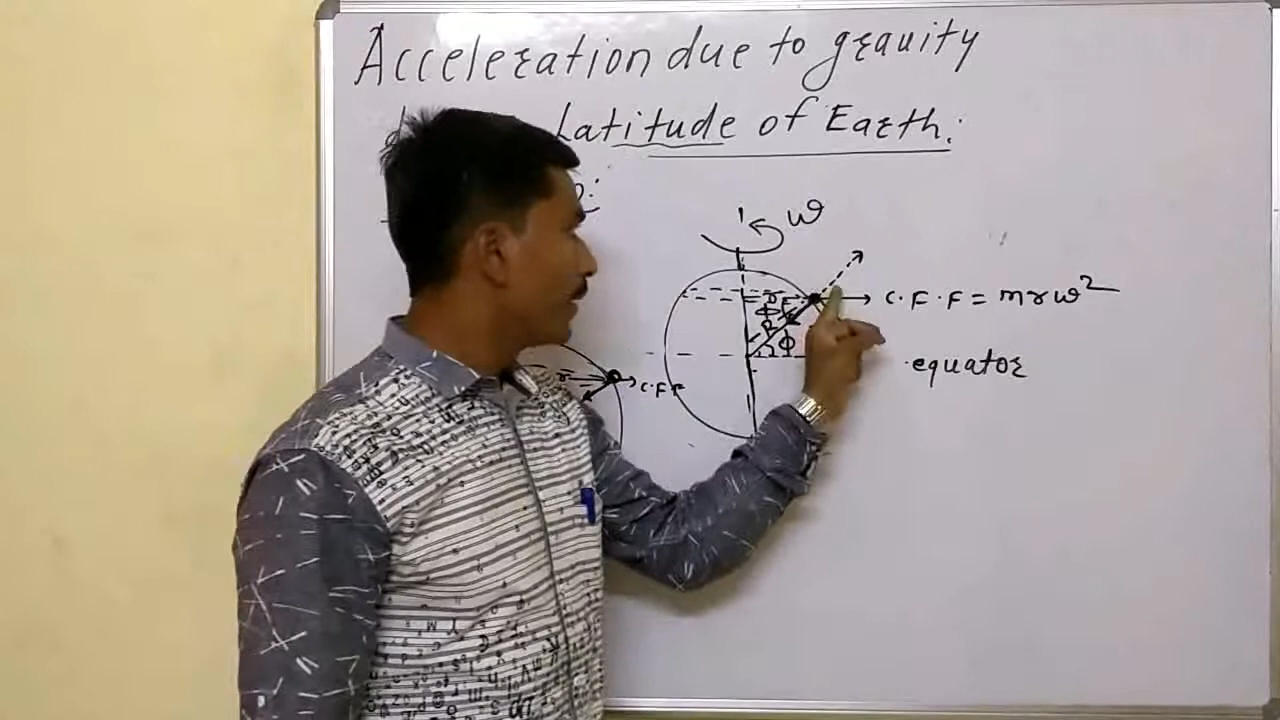 Acceleration due to gravity
Latitude of Earth:
ω
C.F.F = mrω²
Φ
R
Φ
equator
r
C.F.F